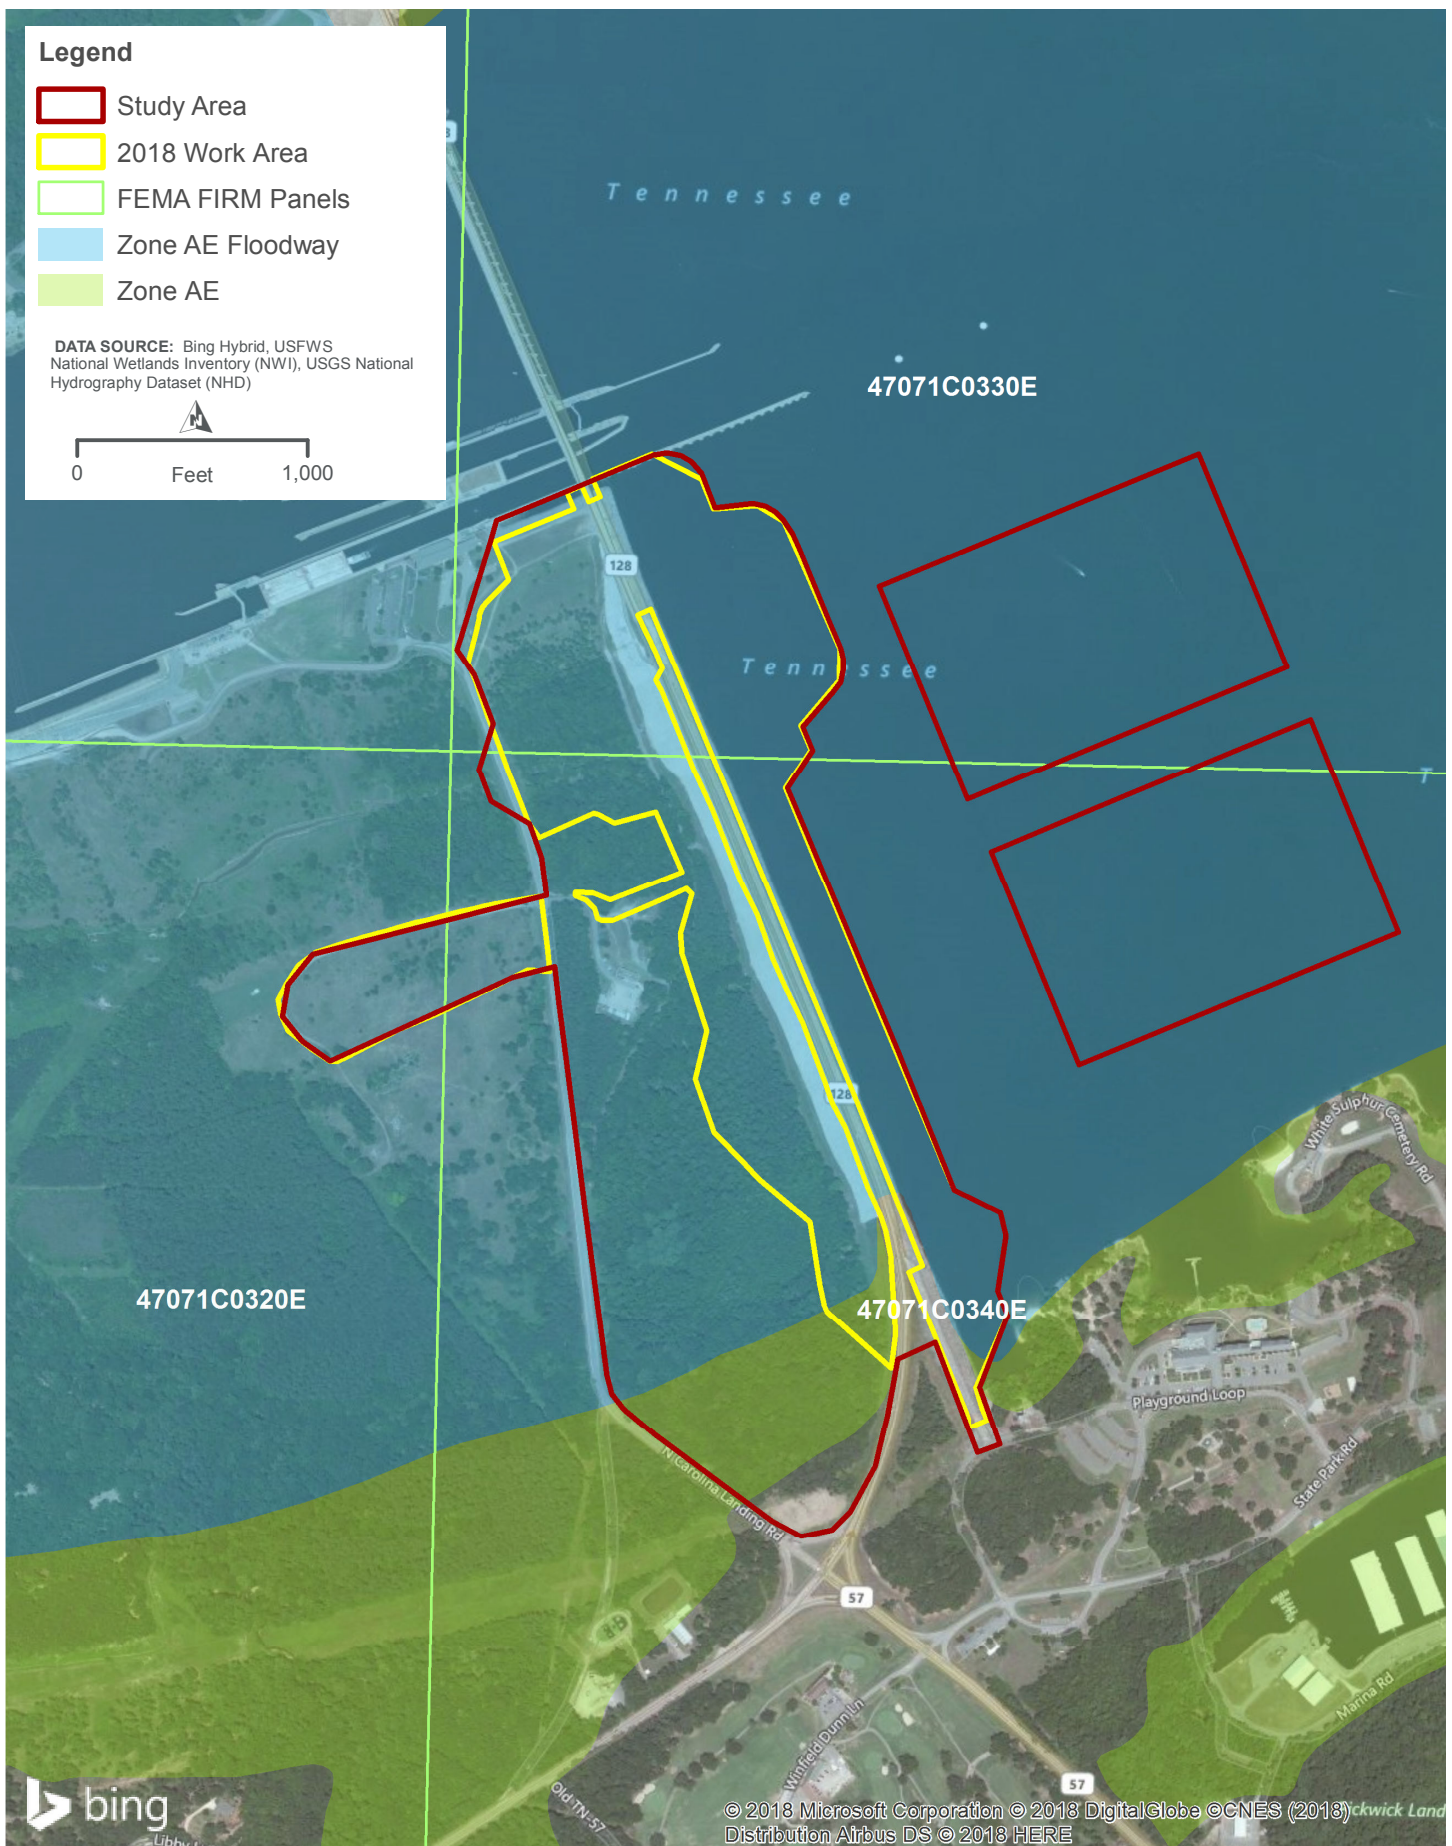 Legend
Study Area
2018 Work Area
FEMA FIRM Panels
Zone AE Floodway
Zone AE
DATA SOURCE: Bing Hybrid, USFWS
National Wetlands Inventory (NWI), USGS National
Hydrography Dataset (NHD)
N
0 Feet 1,000
Tennessee
47071C0330E
128
Tennessee
T
128
White Sulphur Cemetery Rd
47071C0320E
47071C0340E
Playground Loop
N Carolina Landing Rd
State Park Rd
57
Marina Rd
Winfield Dunn Ln
57
Old TN-57
bing
© 2018 Microsoft Corporation © 2018 DigitalGlobe ©CNES (2018)
Distribution Airbus DS © 2018 HERE